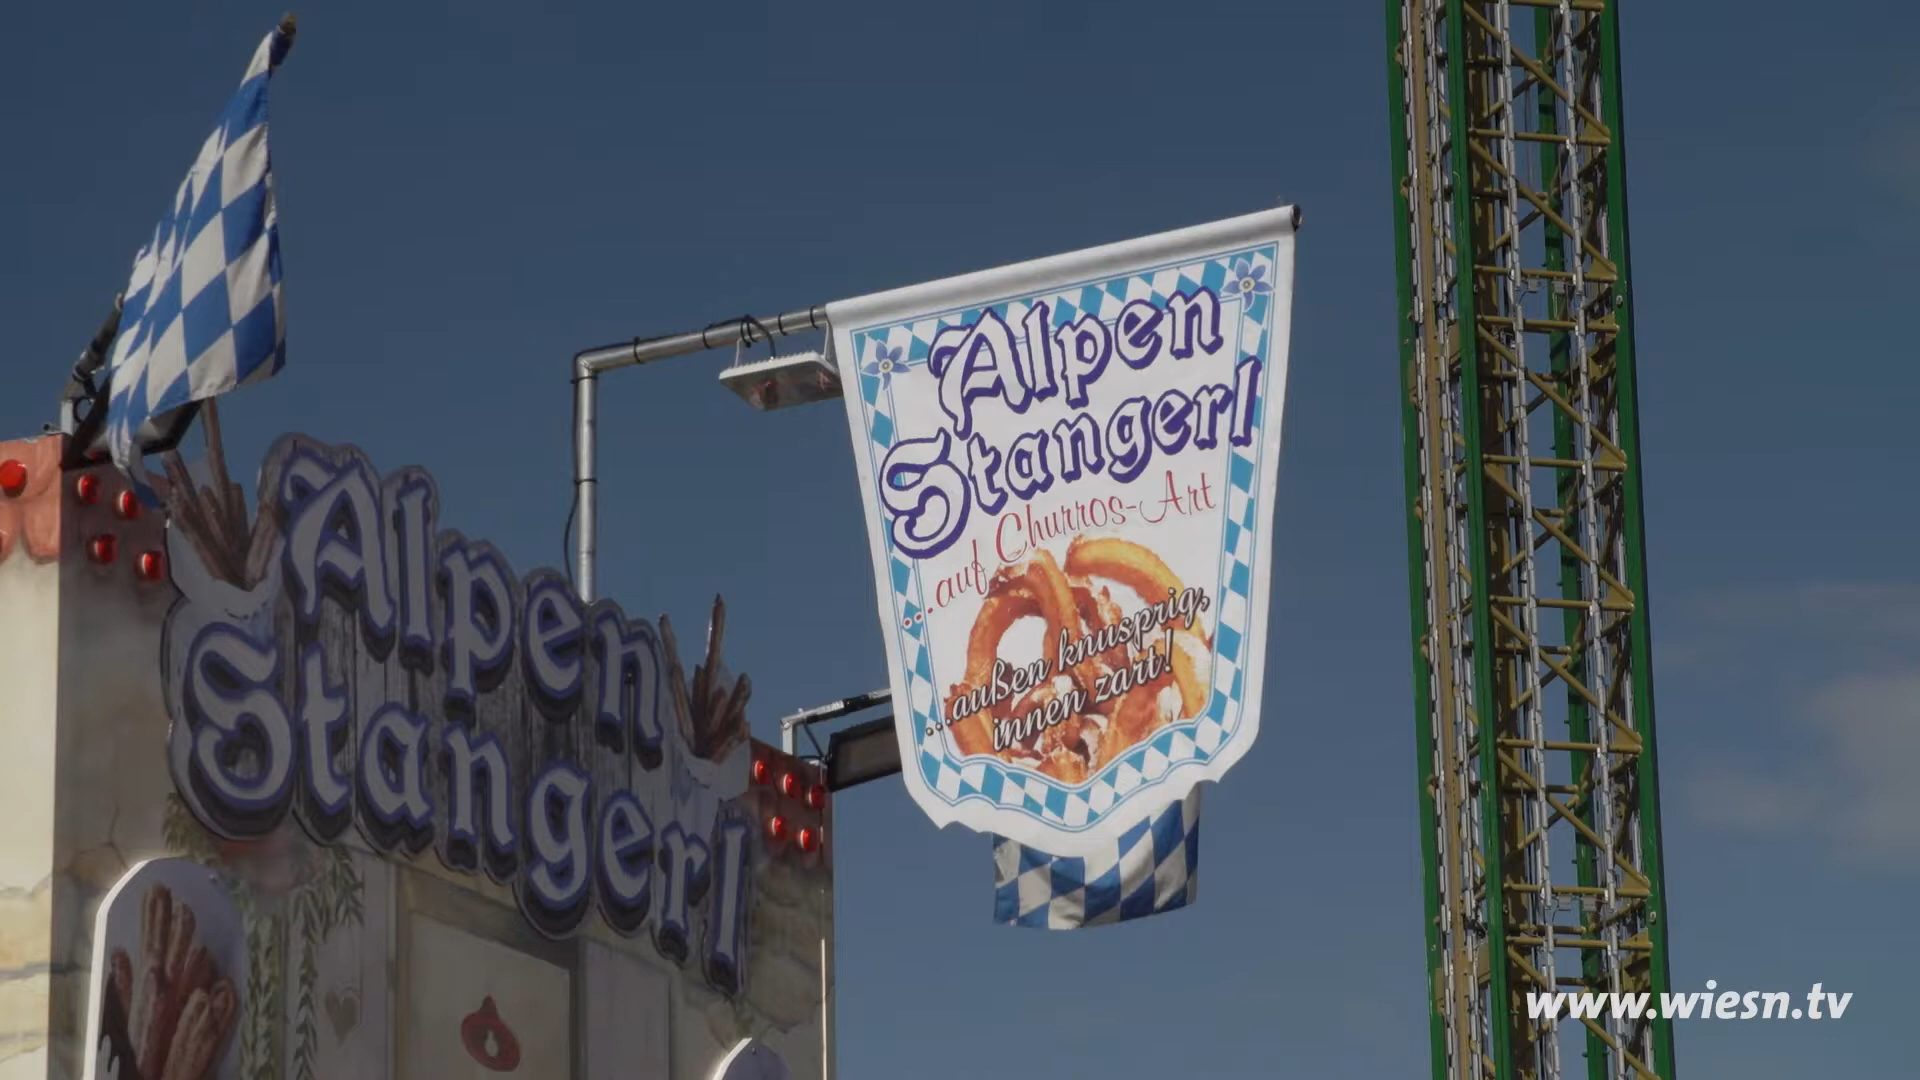 Alpen
Stangerl
...auf Churros-Art
...außen knusprig,
innen zart!
Alpen
Stangerl
www.wiesn.tv